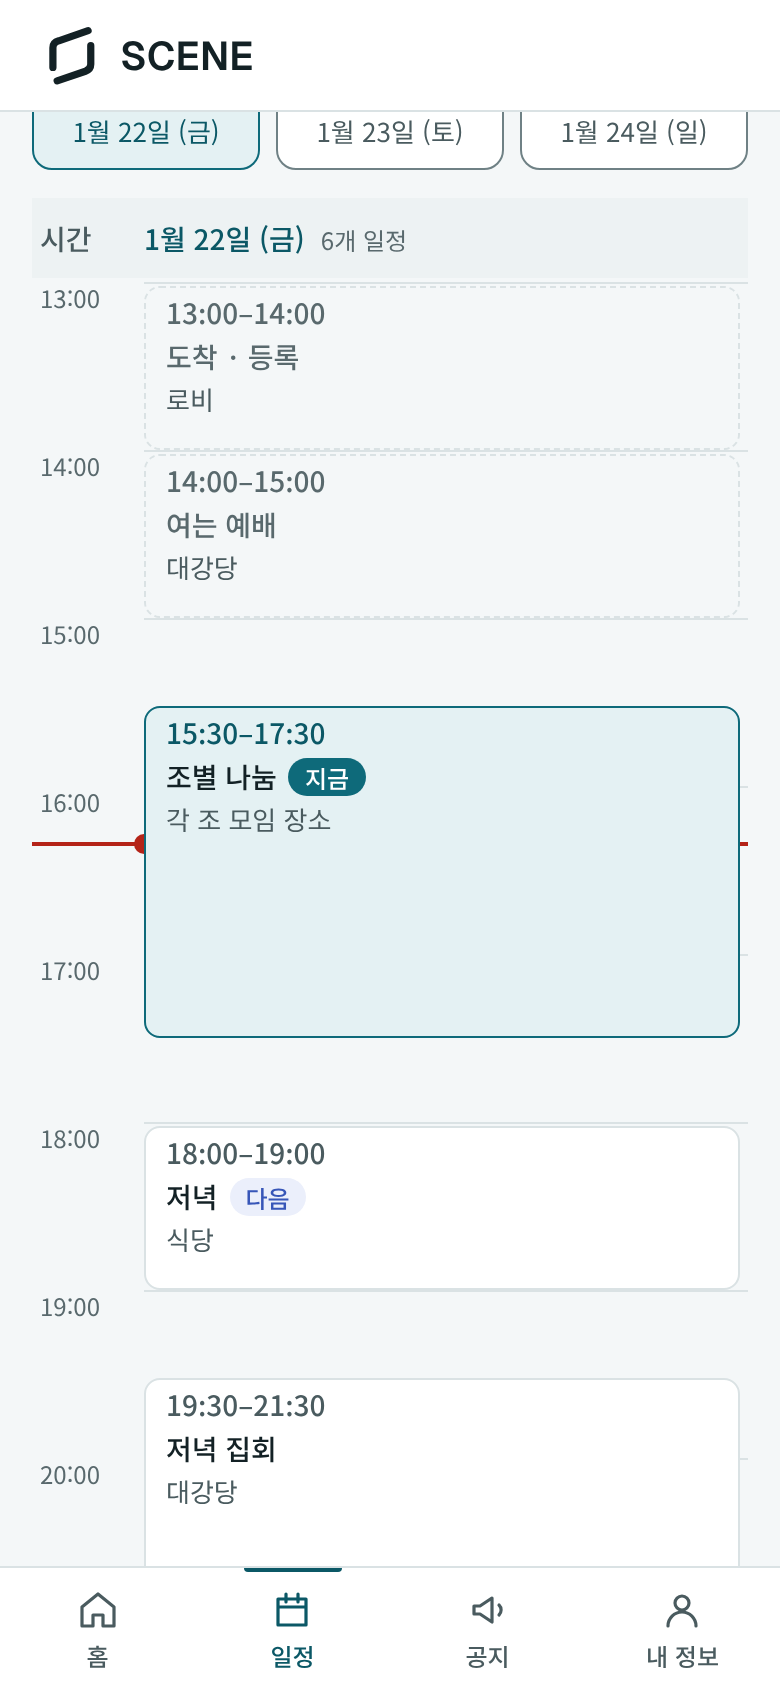 SCENE
1월 22일 (금)
1월 23일 (토)
1월 24일 (일)
시간
1월 22일 (금) 6개 일정
13:00
13:00–14:00
도착 · 등록
로비
14:00
14:00–15:00
여는 예배
대강당
15:00
15:30–17:30
조별 나눔 지금
16:00
각 조 모임 장소
17:00
18:00
18:00–19:00
저녁 다음
식당
19:00
19:30–21:30
저녁 집회
20:00
대강당
홈
일정
공지
내 정보